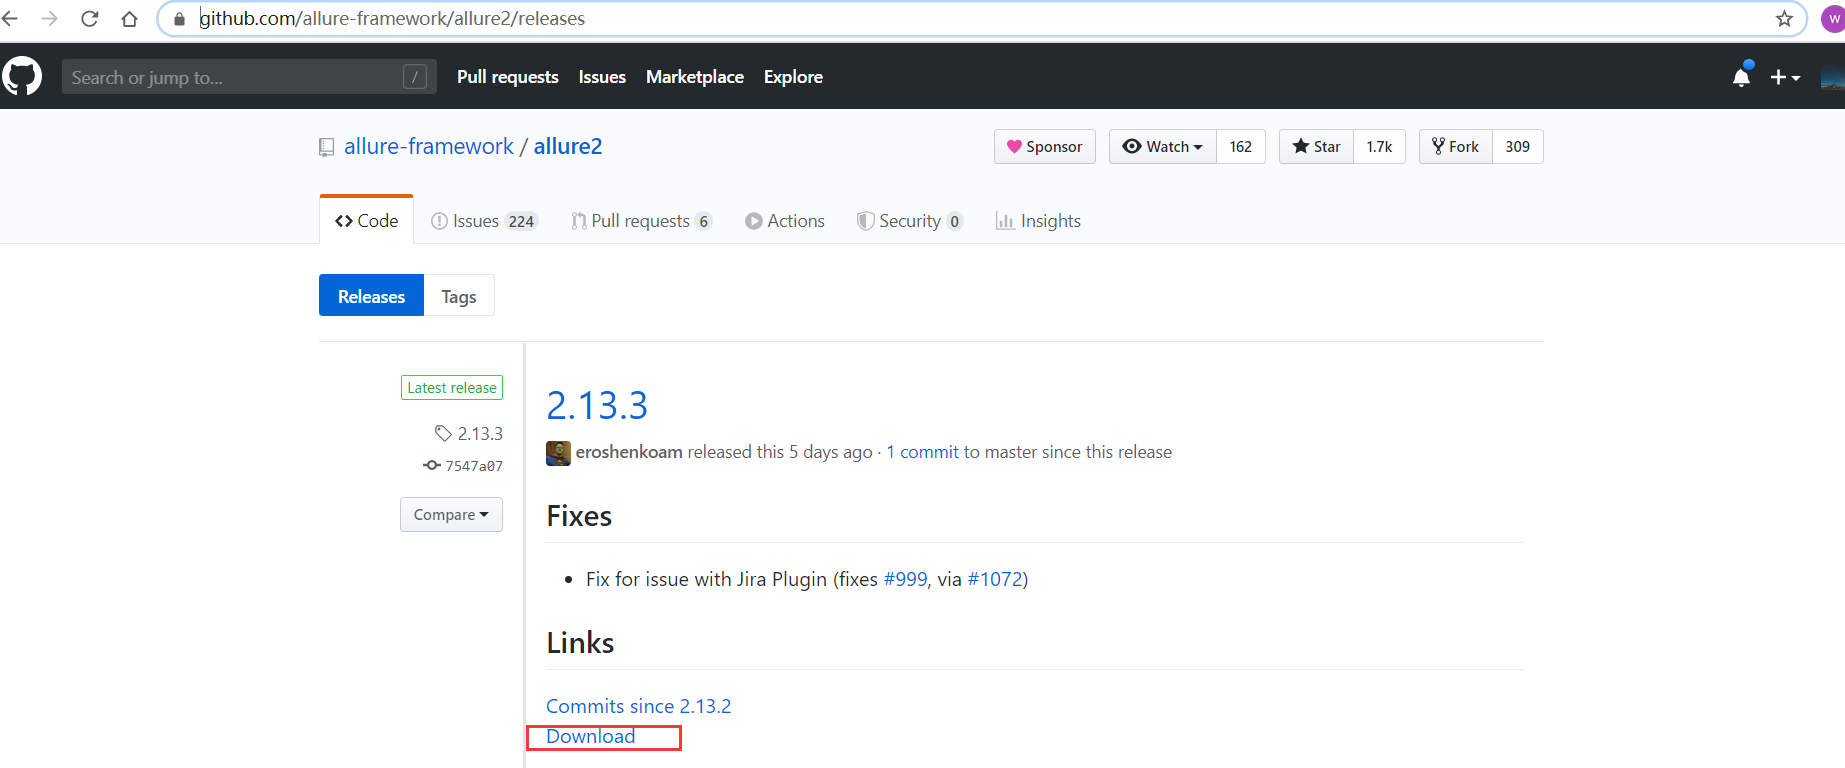 github.com/allure-framework/allure2/releases
W
Search or jump to... /
Pull requests Issues Marketplace Explore
allure-framework / allure2
Sponsor Watch 162 Star 1.7k Fork 309
Code Issues 224 Pull requests 6 Actions Security 0 Insights
Releases Tags
Latest release
2.13.3
7547a07
Compare
2.13.3
eroshenkoam released this 5 days ago · 1 commit to master since this release
Fixes
• Fix for issue with Jira Plugin (fixes #999, via #1072)
Links
Commits since 2.13.2
Download